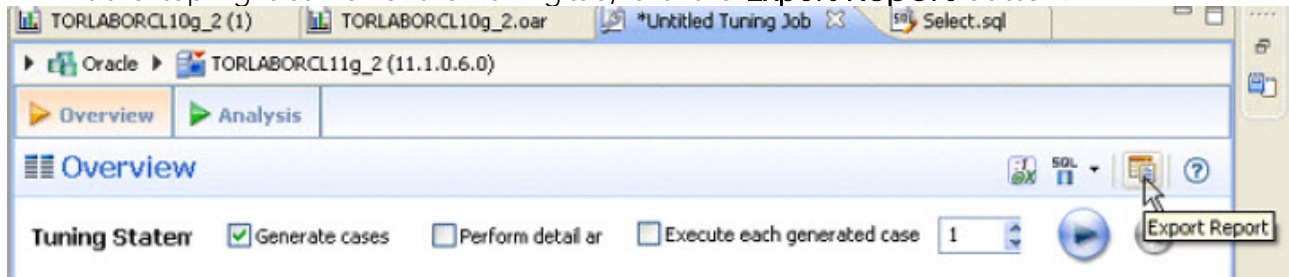 TORLABORCL10g_2 (1) TORLABORCL10g_2.oar *Untitled Tuning Job Select.sql
Oracle TORLABORCL11g_2 (11.1.0.6.0)
Overview Analysis
Overview SQL
Tuning Statem Generate cases Perform detail ar Execute each generated case 1
Export Report